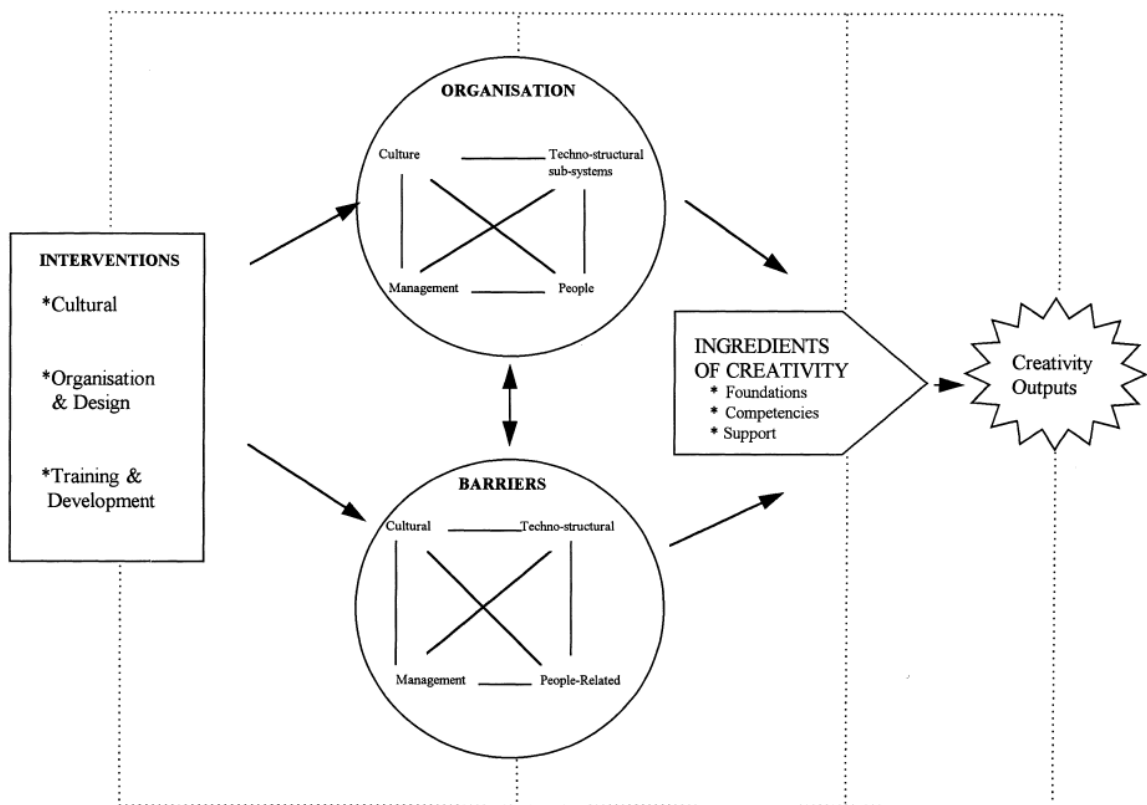 INTERVENTIONS
*Cultural
*Organisation
& Design
*Training &
Development
ORGANISATION
Culture
Techno-structural
sub-systems
Management
People
BARRIERS
Cultural
Techno-structural
Management
People-Related
INGREDIENTS
OF CREATIVITY
* Foundations
* Competencies
* Support
Creativity
Outputs